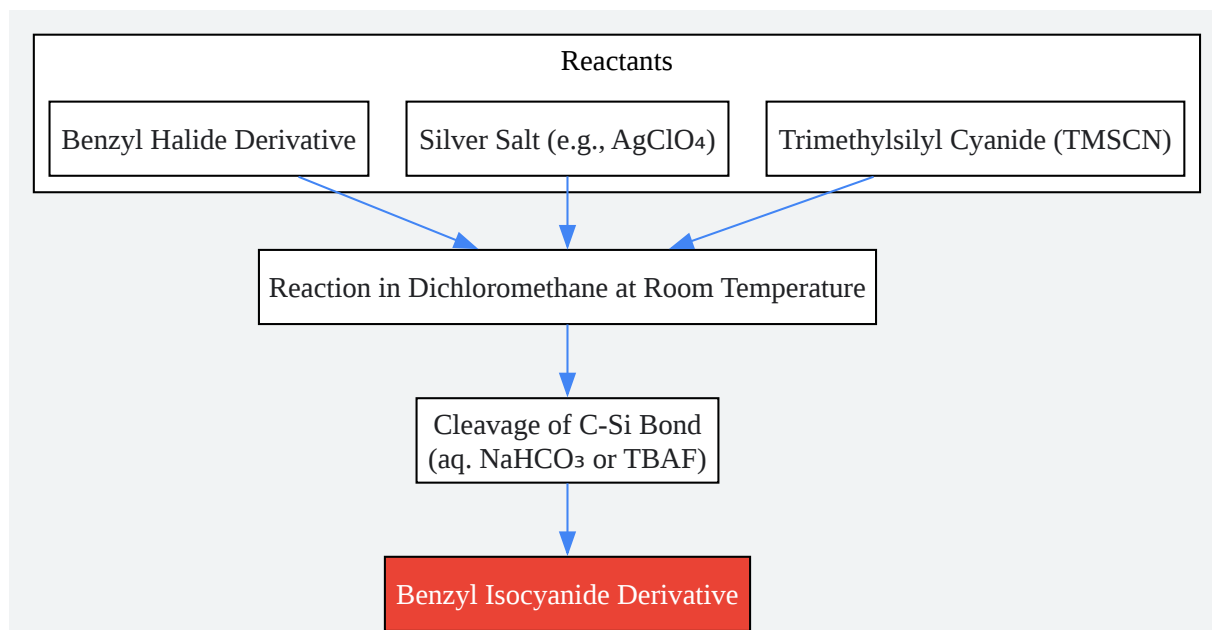 Reactants
Benzyl Halide Derivative
Silver Salt (e.g., AgClO₄)
Trimethylsilyl Cyanide (TMSCN)
Reaction in Dichloromethane at Room Temperature
Cleavage of C-Si Bond
(aq. NaHCO₃ or TBAF)
Benzyl Isocyanide Derivative